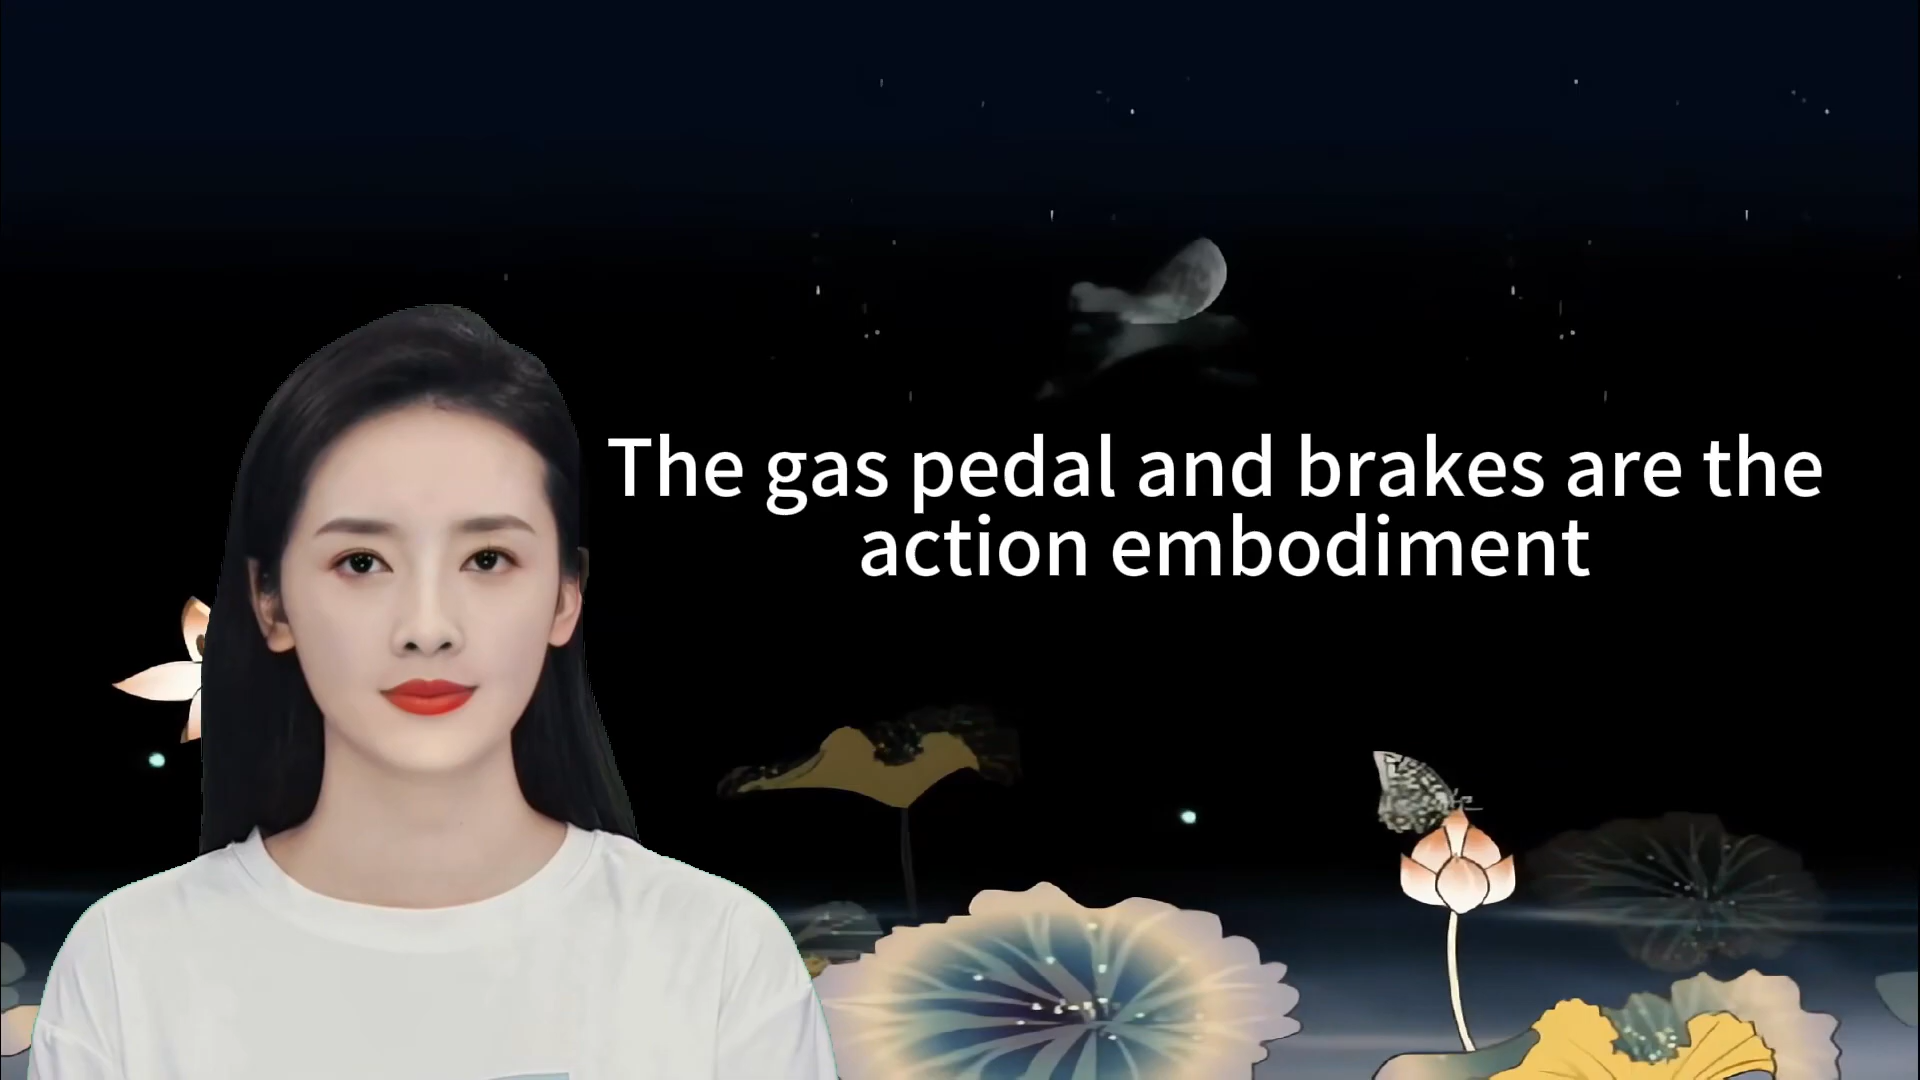 The gas pedal and brakes are the
action embodiment